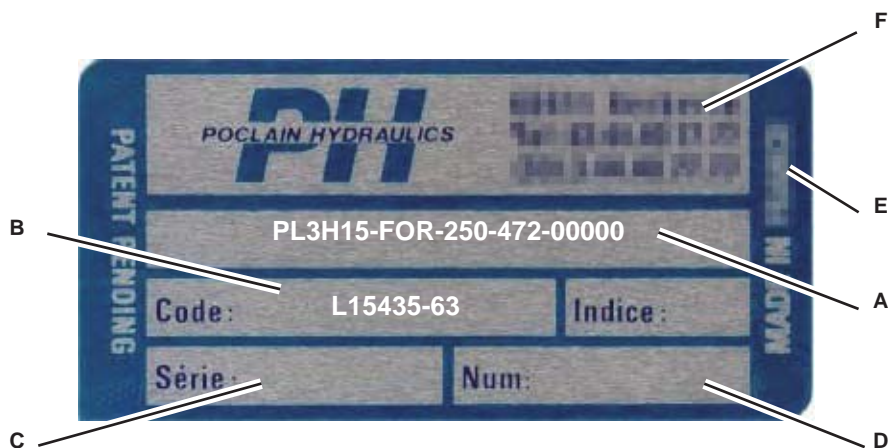 F
PH
POCLAIN HYDRAULICS
PATENT PENDING
MADE IN
E
B
PL3H15-FOR-250-472-00000
A
Code: L15435-63
Indice:
Série:
Num:
C
D